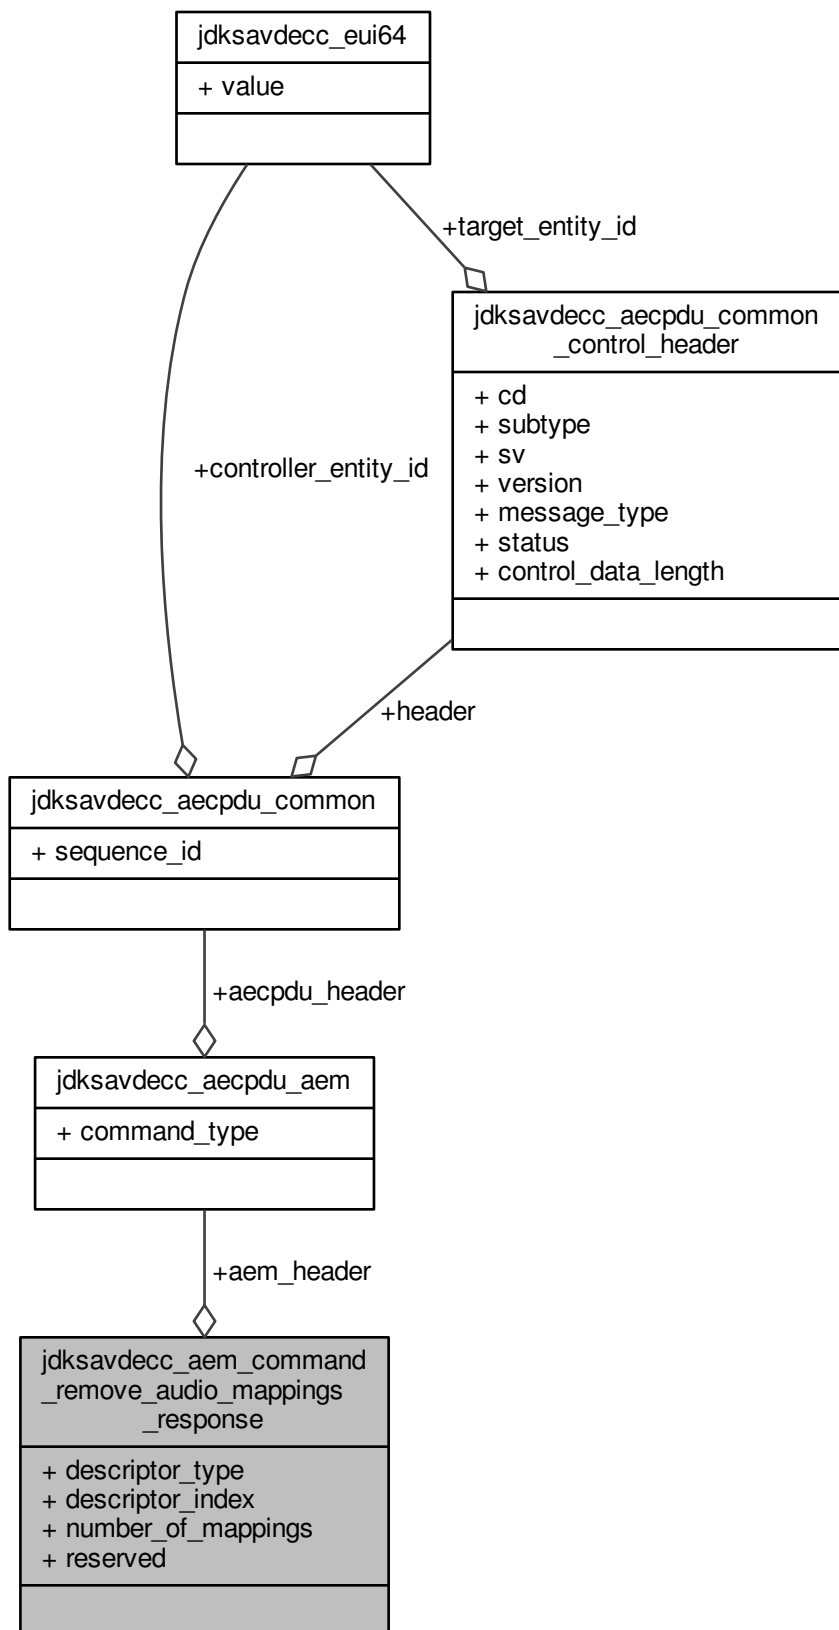 jdksavdecc_eui64
+ value
+target_entity_id
jdksavdecc_aecpdu_common
_control_header
+ cd
+ subtype
+ sv
+ version
+ message_type
+ status
+ control_data_length
+controller_entity_id
+header
jdksavdecc_aecpdu_common
+ sequence_id
+aecpdu_header
jdksavdecc_aecpdu_aem
+ command_type
+aem_header
jdksavdecc_aem_command
_remove_audio_mappings
_response
+ descriptor_type
+ descriptor_index
+ number_of_mappings
+ reserved